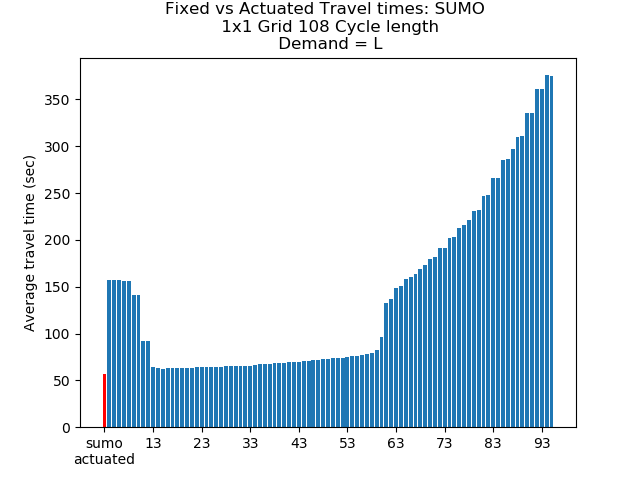 Fixed vs Actuated Travel times: SUMO
1x1 Grid 108 Cycle length
Demand = L
Average travel time (sec)
350
300
250
200
150
100
50
0
sumo
actuated
13
23
33
43
53
63
73
83
93